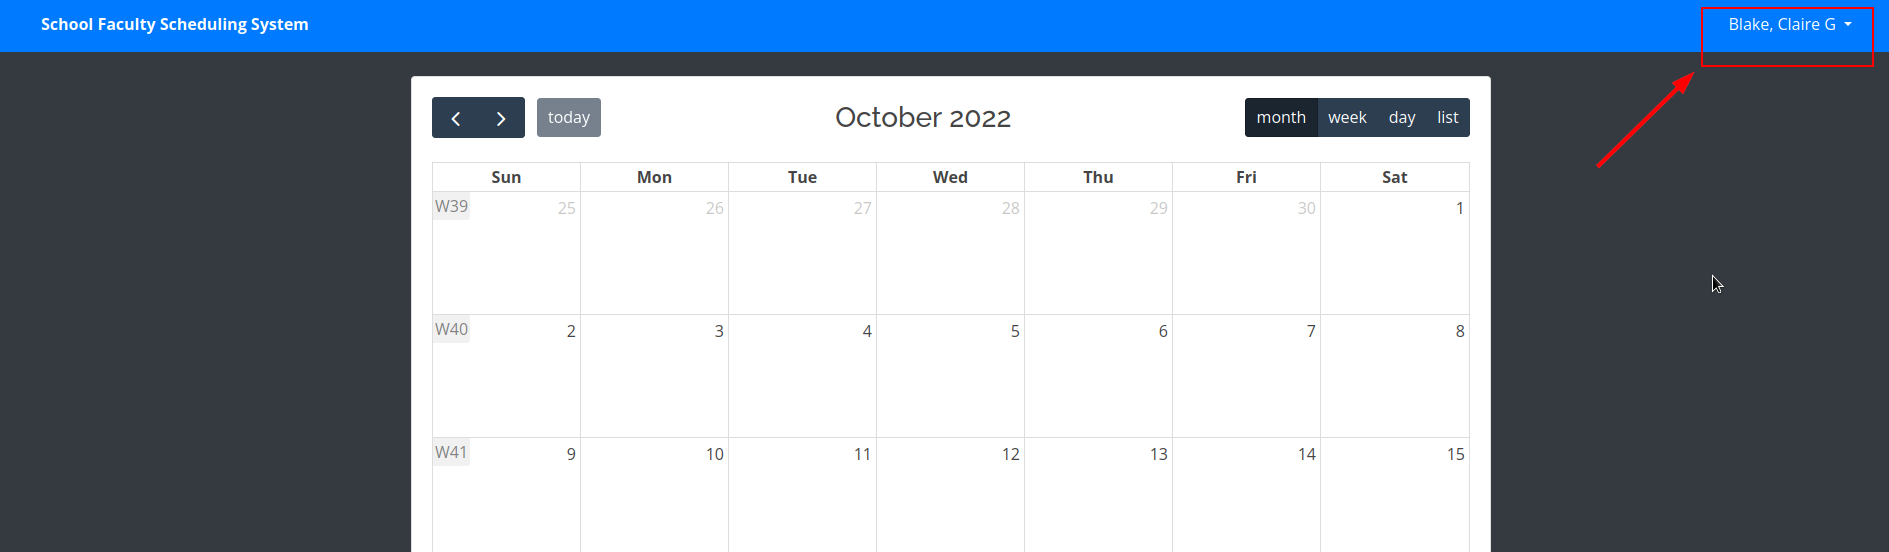 School Faculty Scheduling System
Blake, Claire G
today
October 2022
month week day list
Sun Mon Tue Wed Thu Fri Sat
W39 25 26 27 28 29 30 1
W40 2 3 4 5 6 7 8
W41 9 10 11 12 13 14 15